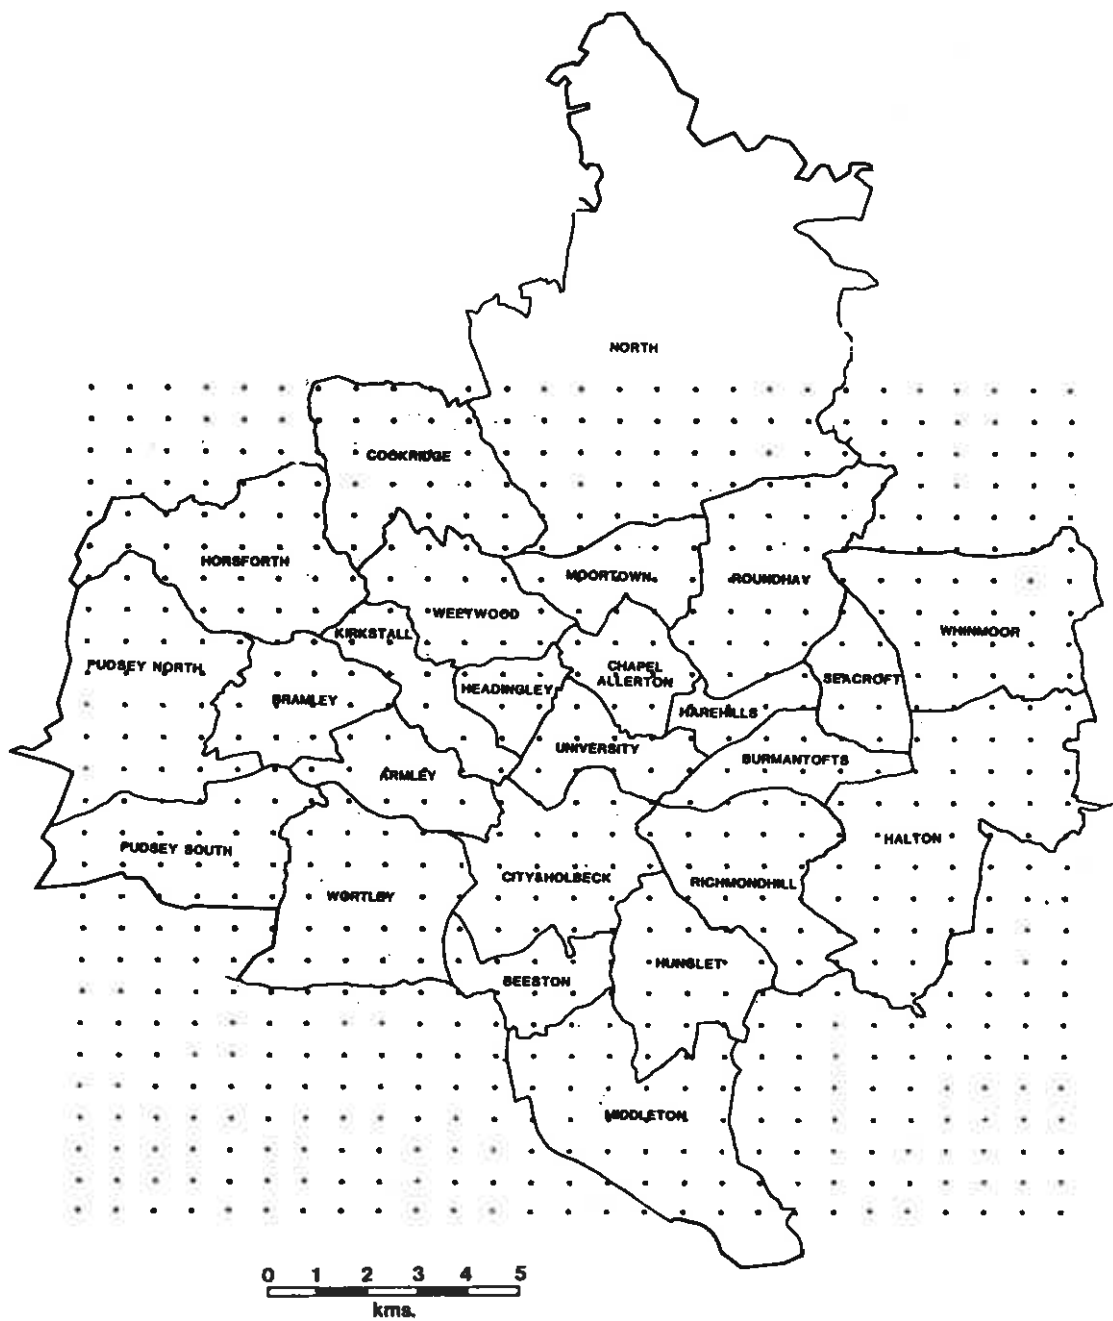 NORTH
COOKRIDGE
HORSFORTH
MOORTOWN
ROUNDHAY
WEETWOOD
KIRKSTALL
WHINMOOR
PUDSEY NORTH
CHAPEL
ALLERTON
SEACROFT
HEADINGLEY
BRAMLEY
HAREHILLS
UNIVERSITY
BURMANTOFTS
ARMLEY
HALTON
PUDSEY SOUTH
CITY&HOLBECK
RICHMONDHILL
WORTLEY
HUNSLET
BEESTON
MIDDLETON
0 1 2 3 4 5
kms.